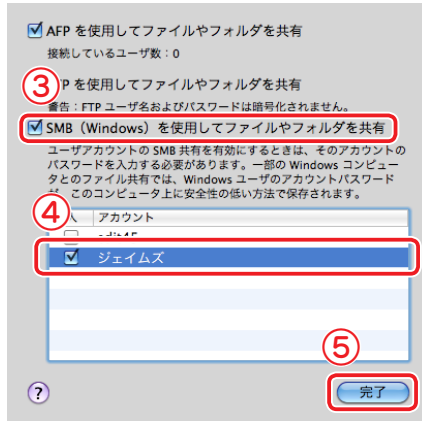 AFP を使用してファイルやフォルダを共有
接続しているユーザ数：0
③
P を使用してファイルやフォルダを共有
警告：FTP ユーザ名およびパスワードは暗号化されません。
SMB（Windows）を使用してファイルやフォルダを共有
ユーザアカウントの SMB 共有を有効にするときは、そのアカウントの
パスワードを入力する必要があります。一部の Windows コンピュー
タとのファイル共有では、Windows ユーザのアカウントパスワード
が、このコンピュータ上に安全性の低い方法で保存されます。
④
アカウント
ジェイムズ
⑤
?
完了